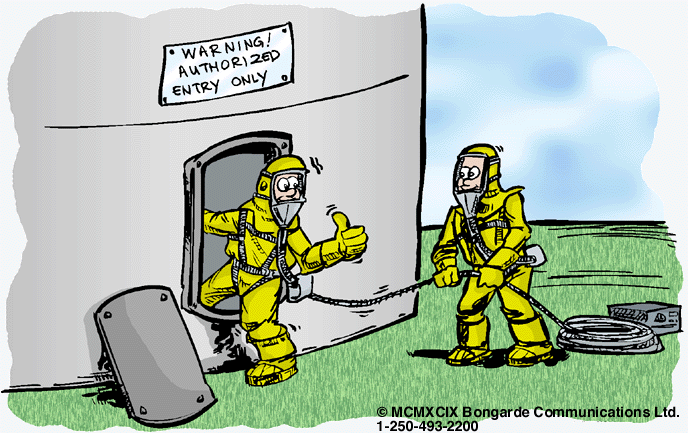 WARNING!
AUTHORIZED
ENTRY ONLY
© MCMXCIX Bongarde Communications Ltd.
1-250-493-2200